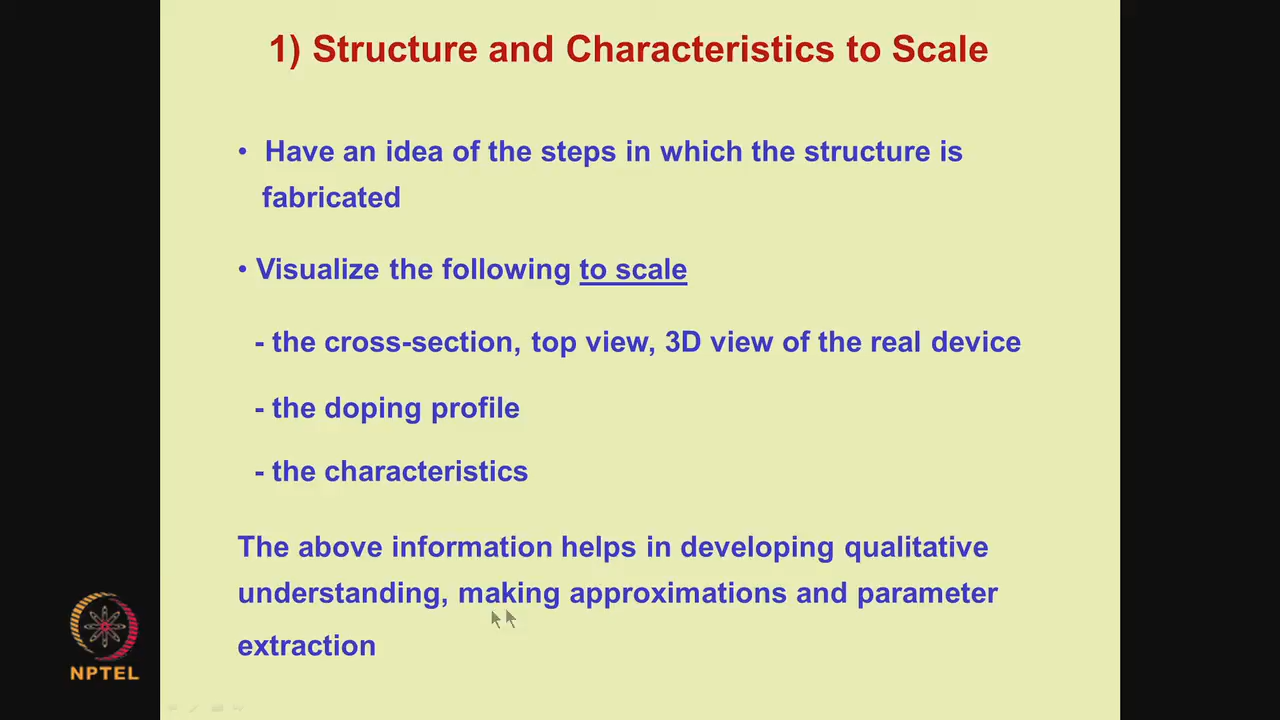 1) Structure and Characteristics to Scale
• Have an idea of the steps in which the structure is
fabricated
• Visualize the following to scale
- the cross-section, top view, 3D view of the real device
- the doping profile
- the characteristics
The above information helps in developing qualitative
understanding, making approximations and parameter
extraction
NPTEL